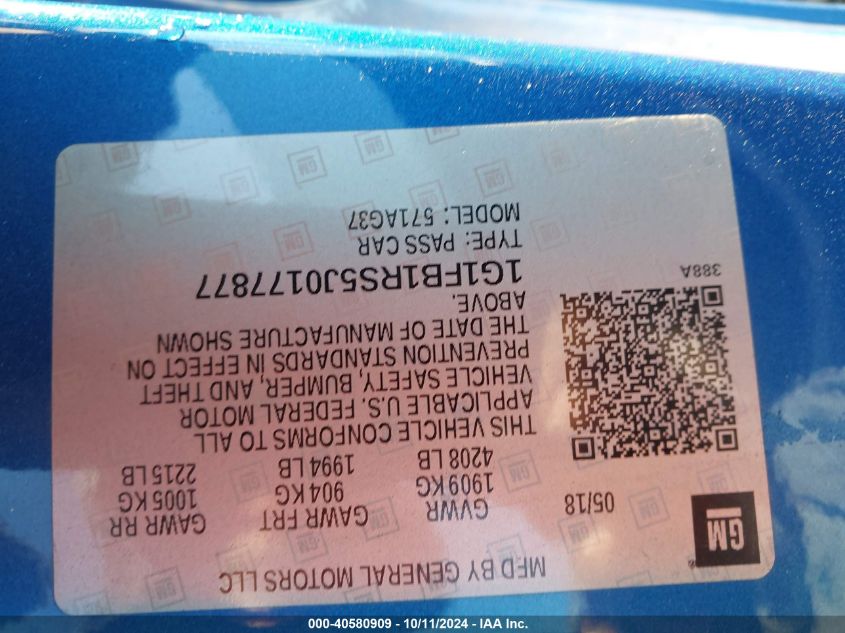 MFD BY GENERAL MOTORS LLC
GM
05/18
GVWR GAWR FRT GAWR RR
1909 KG 904 KG 1005 KG
4208 LB 1994 LB 2215 LB
THIS VEHICLE CONFORMS TO ALL
APPLICABLE U.S. FEDERAL MOTOR
VEHICLE SAFETY, BUMPER, AND THEFT
PREVENTION STANDARDS IN EFFECT ON
THE DATE OF MANUFACTURE SHOWN
ABOVE.
1G1FB1RS5J0177877
TYPE: PASS CAR
MODEL: 571AG37
388A
000-40580909 - 10/11/2024 - IAA Inc.